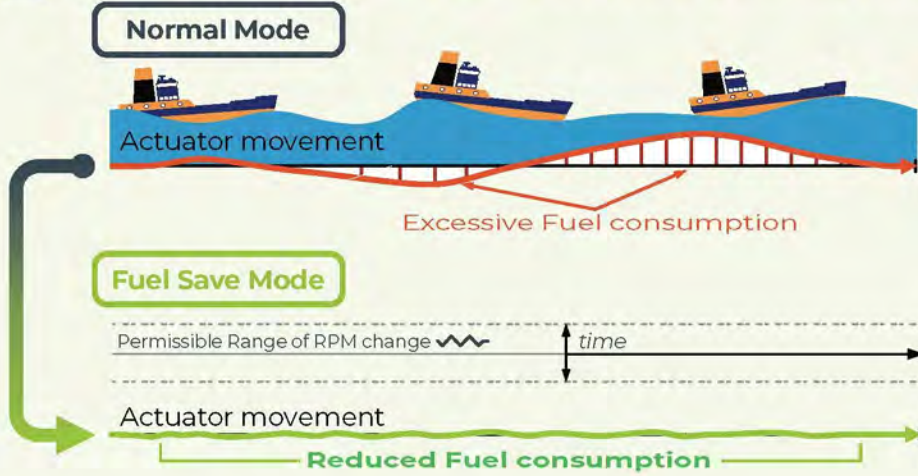 Normal Mode
Actuator movement
Excessive Fuel consumption
Fuel Save Mode
Permissible Range of RPM change
time
Actuator movement
Reduced Fuel consumption